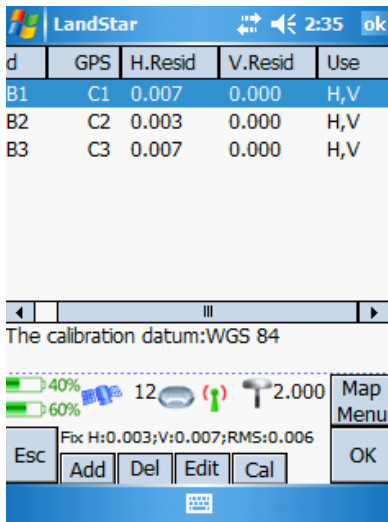 LandStar 2:35 ok
d GPS H.Resid V.Resid Use
B1 C1 0.007 0.000 H,V
B2 C2 0.003 0.000 H,V
B3 C3 0.007 0.000 H,V
The calibration datum:WGS 84
40% 12 2.000 Map Menu
60%
Fix H:0.003;V:0.007;RMS:0.006
Esc Add Del Edit Cal OK